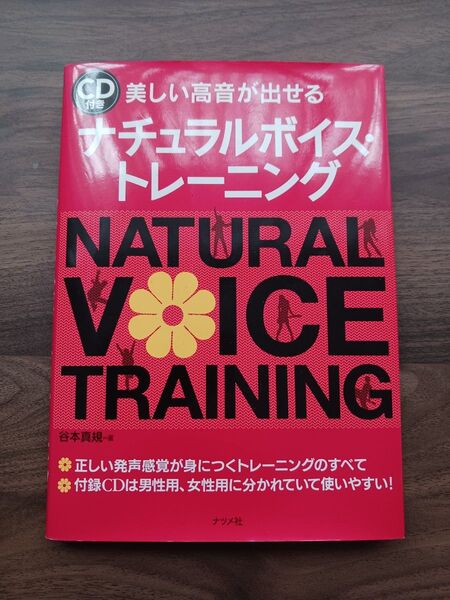 CD
付き
美しい高音が出せる
ナチュラルボイス・
トレーニング
NATURAL
VOICE
TRAINING
谷本真規=著
正しい発声感覚が身につくトレーニングのすべて
付録CDは男性用、女性用に分かれていて使いやすい!
ナツメ社